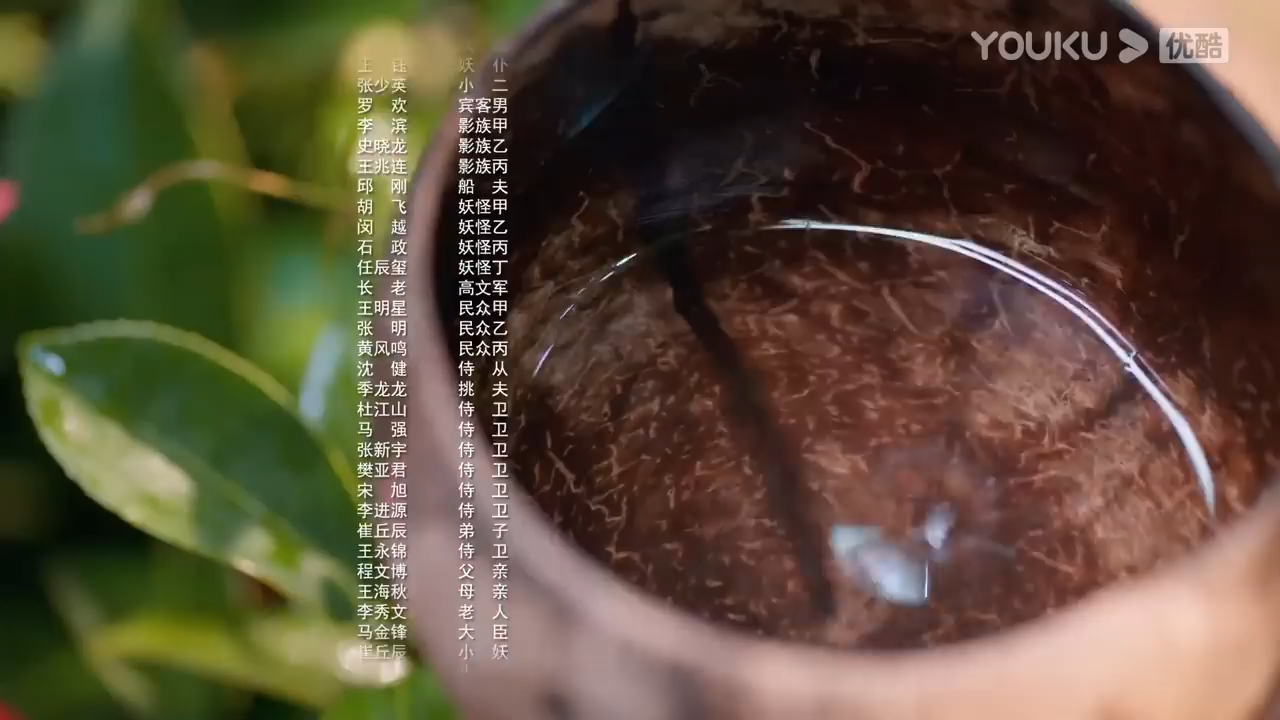 YOUKU 优酷
王 钰 妖 仆
张少英 小 二
罗 欢 宾客男
李 滨 影族甲
史晓龙 影族乙
王兆连 影族丙
邱 刚 船 夫
胡 飞 妖怪甲
闵 越 妖怪乙
石 政 妖怪丙
任辰玺 妖怪丁
长 老 高文军
王明星 民众甲
张 明 民众乙
黄风鸣 民众丙
沈 健 侍 从
季龙龙 挑 夫
杜江山 侍 卫
马 强 侍 卫
张新宇 侍 卫
樊亚君 侍 卫
宋 旭 侍 卫
李进源 侍 卫
崔丘辰 弟 子
王永锦 侍 卫
程文博 父 亲
王海秋 母 亲
李秀文 老 人
马金锋 大 臣
崔丘辰 小 妖